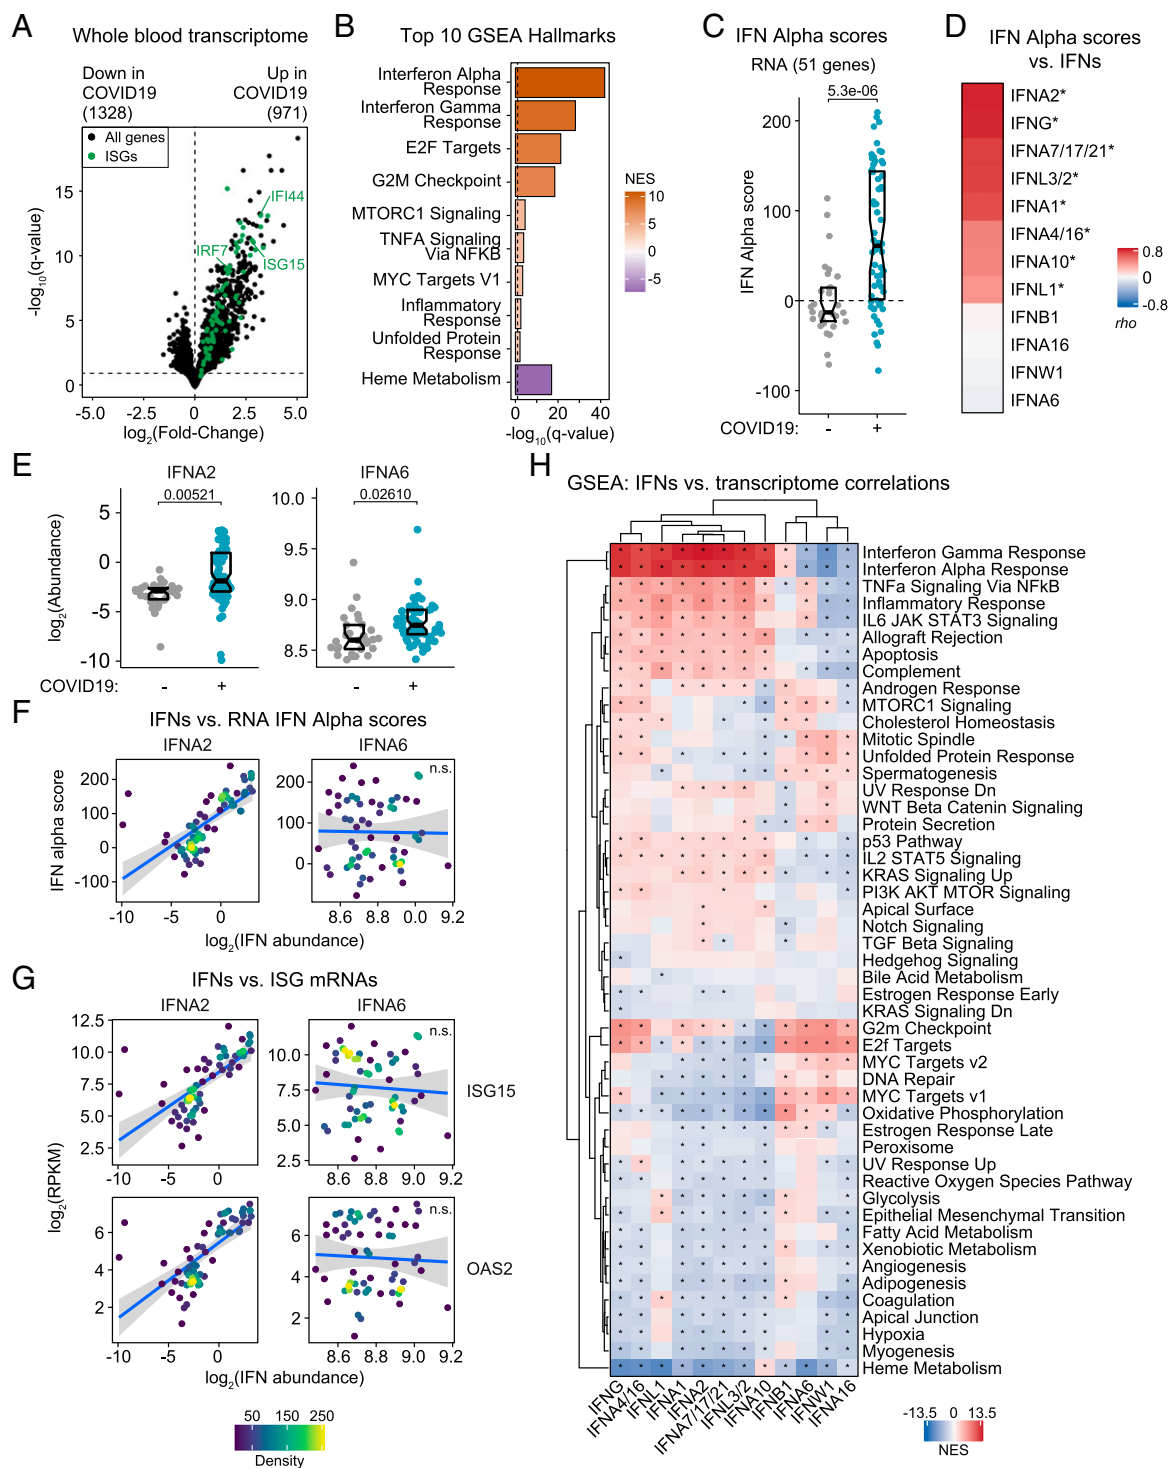 A
Whole blood transcriptome
Down in
COVID19
(1328)
Up in
COVID19
(971)
All genes
ISGs
IFI44
IRF7
ISG15
-log10(q-value)
15
10
5
0
-5.0
-2.5
0
2.5
5.0
log2(Fold-Change)
B
Top 10 GSEA Hallmarks
Interferon Alpha
Response
Interferon Gamma
Response
E2F Targets
G2M Checkpoint
MTORC1 Signaling
TNFA Signaling
Via NFKB
MYC Targets V1
Inflammatory
Response
Unfolded Protein
Response
Heme Metabolism
0
20
40
-log10(q-value)
NES
10
5
0
-5
C
IFN Alpha scores
RNA (51 genes)
5.3e-06
IFN Alpha score
200
100
0
-100
COVID19:
-
+
D
IFN Alpha scores
vs. IFNs
IFNA2*
IFNG*
IFNA7/17/21*
IFNL3/2*
IFNA1*
IFNA4/16*
IFNA10*
IFNL1*
IFNB1
IFNA16
IFNW1
IFNA6
0.8
0
-0.8
rho
E
IFNA2
0.00521
log2(Abundance)
5
0
-5
-10
COVID19:
-
+
IFNA6
0.02610
10.0
9.5
9.0
8.5
-
+
F
IFNs vs. RNA IFN Alpha scores
IFNA2
IFNA6
IFN alpha score
200
100
0
-100
-10
-5
0
n.s.
200
100
0
8.6
8.8
0.0
9.2
log2(IFN abundance)
G
IFNs vs. ISG mRNAs
IFNA2
IFNA6
log2(RPKM)
12.5
10.0
7.5
5.0
2.5
-10
-5
0
n.s.
10.0
7.5
5.0
2.5
8.6
8.8
9.0
9.2
ISG15
6
4
2
-10
-5
0
n.s.
6
4
2
8.6
8.8
9.0
9.2
OAS2
log2(IFN abundance)
50
150
250
Density
H
GSEA: IFNs vs. transcriptome correlations
Interferon Gamma Response
Interferon Alpha Response
TNFa Signaling Via NFkB
Inflammatory Response
IL6 JAK STAT3 Signaling
Allograft Rejection
Apoptosis
Complement
Androgen Response
MTORC1 Signaling
Cholesterol Homeostasis
Mitotic Spindle
Unfolded Protein Response
Spermatogenesis
UV Response Dn
WNT Beta Catenin Signaling
Protein Secretion
p53 Pathway
IL2 STAT5 Signaling
KRAS Signaling Up
PI3K AKT MTOR Signaling
Apical Surface
Notch Signaling
TGF Beta Signaling
Hedgehog Signaling
Bile Acid Metabolism
Estrogen Response Early
KRAS Signaling Dn
G2m Checkpoint
E2f Targets
MYC Targets v2
DNA Repair
MYC Targets v1
Oxidative Phosphorylation
Estrogen Response Late
Peroxisome
UV Response Up
Reactive Oxygen Species Pathway
Glycolysis
Epithelial Mesenchymal Transition
Fatty Acid Metabolism
Xenobiotic Metabolism
Angiogenesis
Adipogenesis
Coagulation
Apical Junction
Hypoxia
Myogenesis
Heme Metabolism
IFNG
IFNA4/16
IFNL1
IFNA1
IFNA2
IFNA7/17/21
IFNL3/2
IFNA10
IFNB1
IFNA6
IFNW1
IFNA16
-13.5
0
13.5
NES